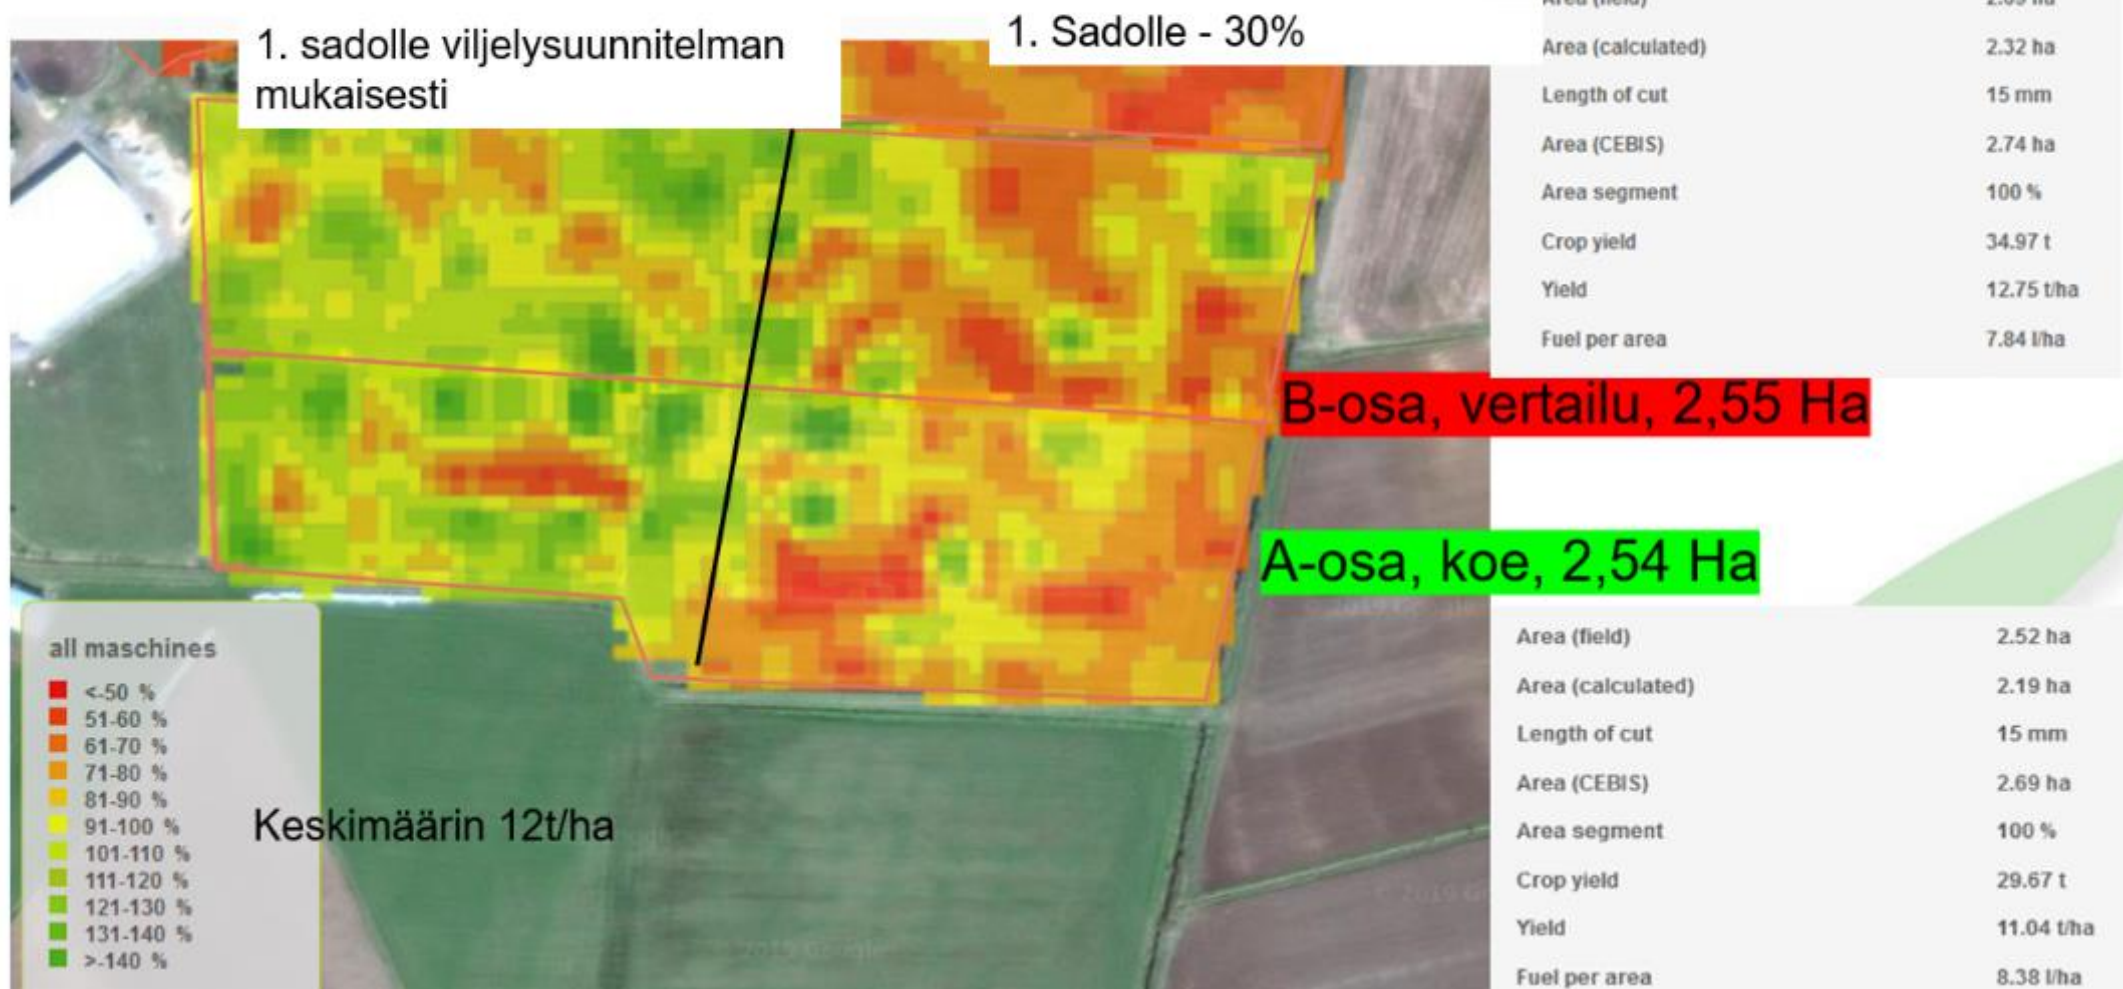 1. sadolle viljelysuunnitelman
mukaisesti
1. Sadolle - 30%
Area (field) 2.65 ha
Area (calculated) 2.32 ha
Length of cut 15 mm
Area (CEBIS) 2.74 ha
Area segment 100 %
Crop yield 34.97 t
Yield 12.75 t/ha
Fuel per area 7.84 l/ha
B-osa, vertailu, 2,55 Ha
A-osa, koe, 2,54 Ha
all maschines
<-50 %
51-60 %
61-70 %
71-80 %
81-90 %
91-100 %
101-110 %
111-120 %
121-130 %
131-140 %
>-140 %
Keskimäärin 12t/ha
Area (field) 2.52 ha
Area (calculated) 2.19 ha
Length of cut 15 mm
Area (CEBIS) 2.69 ha
Area segment 100 %
Crop yield 29.67 t
Yield 11.04 t/ha
Fuel per area 8.38 l/ha